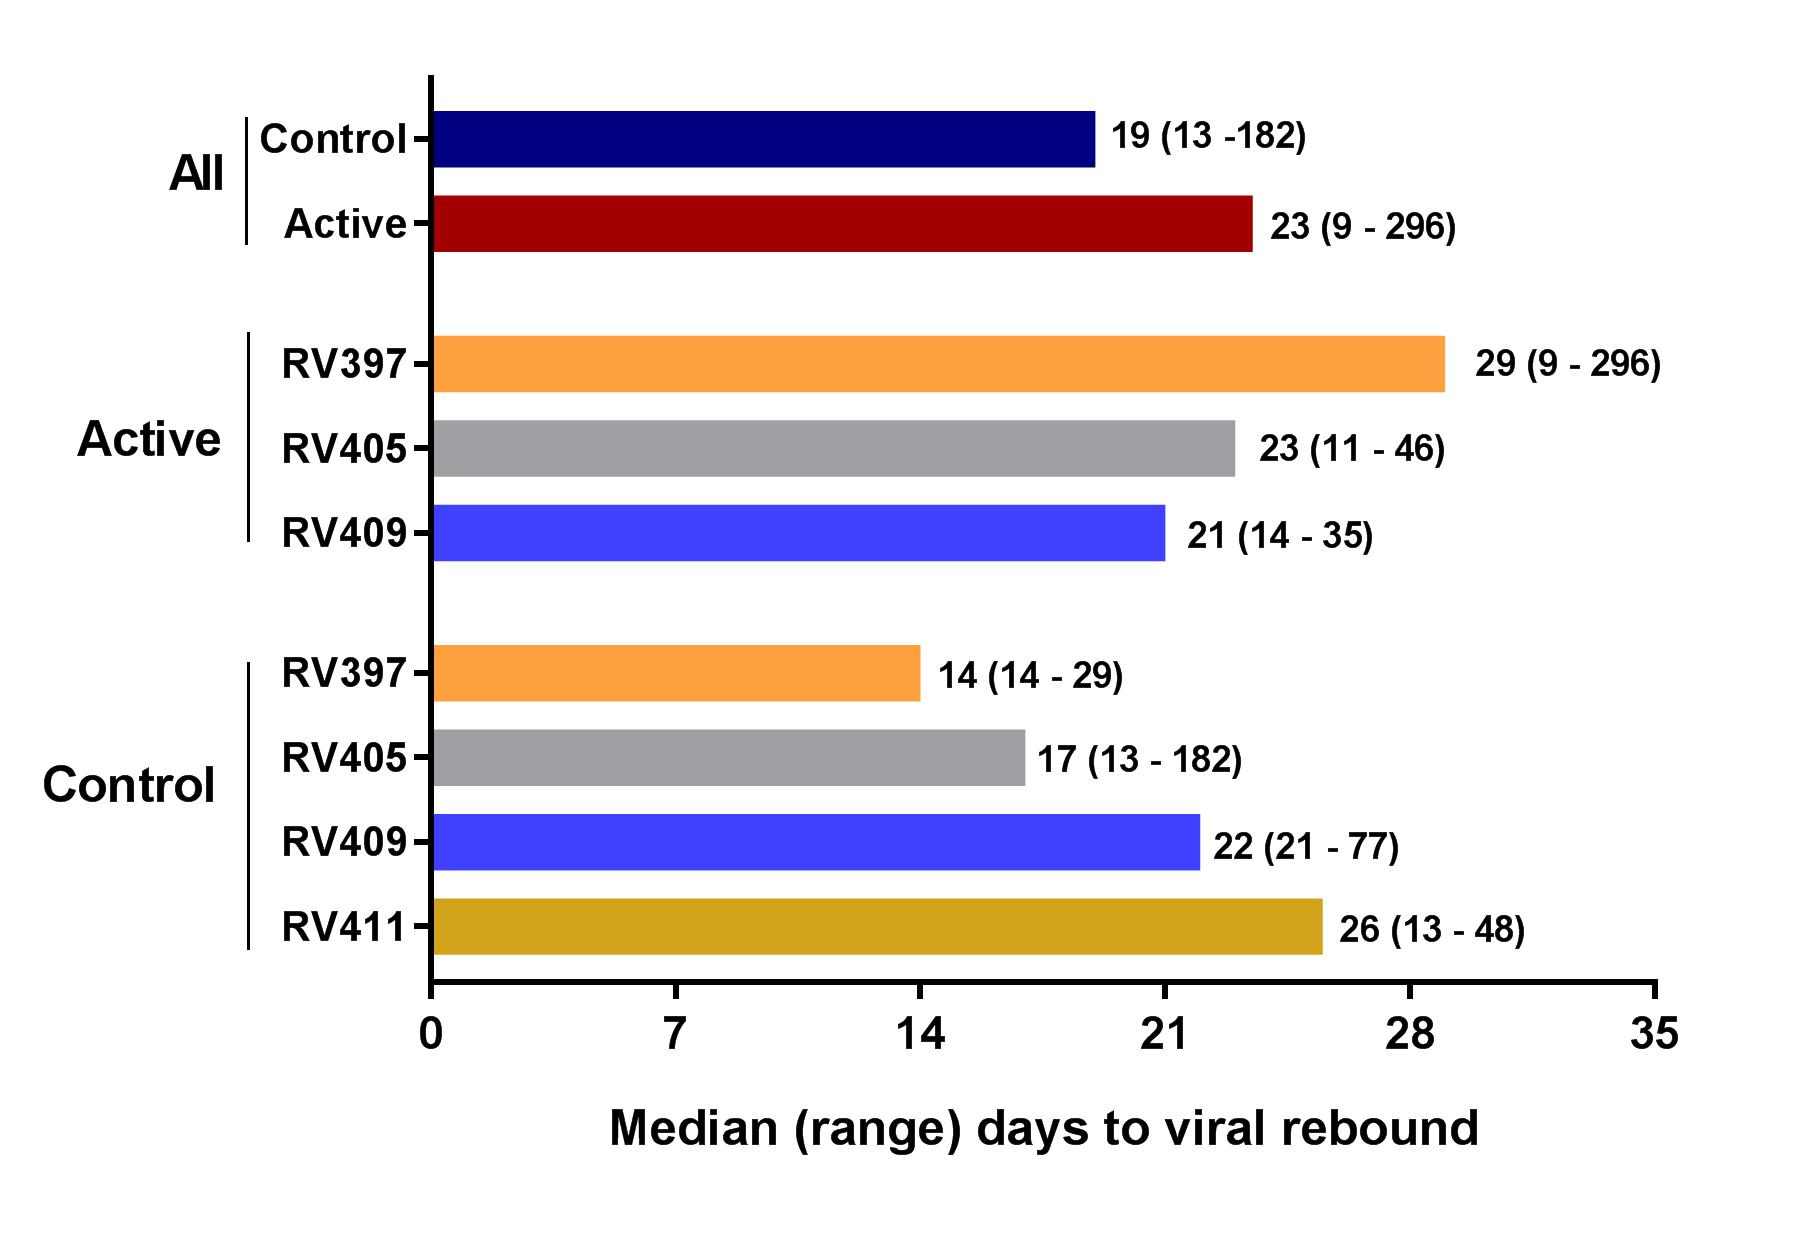 All
Control 19 (13 -182)
Active 23 (9 - 296)
Active
RV397 29 (9 - 296)
RV405 23 (11 - 46)
RV409 21 (14 - 35)
Control
RV397 14 (14 - 29)
RV405 17 (13 - 182)
RV409 22 (21 - 77)
RV411 26 (13 - 48)
0 7 14 21 28 35
Median (range) days to viral rebound